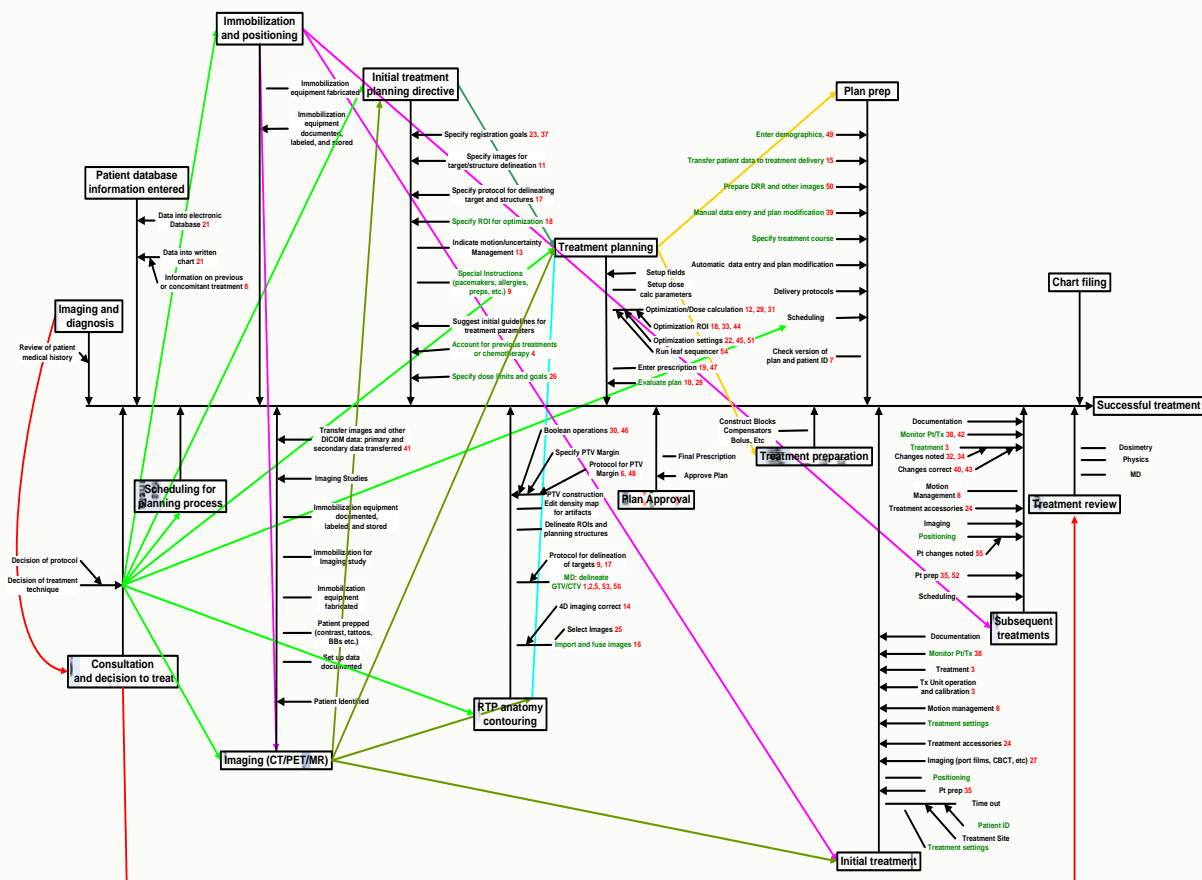 Immobilization
and positioning
Immobilization
equipment fabricated
Immobilization
equipment
documented,
labeled, and stored
Initial treatment
planning directive
Specify registration goals 23, 37
Specify images for
target/structure delineation 11
Specify protocol for delineating
target and structures 17
Specify ROI for optimization 18
Indicate motion/uncertainty
Management 13
Special Instructions
(pacemakers, allergies,
preps, etc.) 9
Suggest initial guidelines for
treatment parameters
Account for previous treatments
or chemotherapy 4
Specify dose limits and goals 26
Patient database
information entered
Data into electronic
Database 21
Data into written
chart 21
Information on previous
or concomitant treatment 8
Imaging and
diagnosis
Review of patient
medical history
Treatment planning
Setup fields
Setup dose
calc parameters
Optimization/Dose calculation 12, 29, 31
Optimization ROI 18, 33, 44
Optimization settings 22, 45, 51
Run leaf sequencer 54
Enter prescription 19, 47
Evaluate plan 10, 28
Plan prep
Enter demographics, 49
Transfer patient data to treatment delivery 15
Prepare DRR and other images 50
Manual data entry and plan modification 39
Specify treatment course
Automatic data entry and plan modification
Delivery protocols
Scheduling
Check version of
plan and patient ID 7
Chart filing
Successful treatment
Scheduling for
planning process
Decision of protocol
Decision of treatment
technique
Consultation
and decision to treat
Transfer images and other
DICOM data: primary and
secondary data transferred 41
Imaging Studies
Immobilization equipment
documented,
labeled, and stored
Immobilization for
Imaging study
Immobilization
equipment
fabricated
Patient prepped
(contrast, tattoos,
BBs etc.)
Set up data
documented
Patient Identified
Imaging (CT/PET/MR)
Boolean operations 30, 46
Specify PTV Margin
Protocol for PTV
Margin 6, 48
PTV construction
Edit density map
for artifacts
Delineate ROIs and
planning structures
Protocol for delineation
of targets 9, 17
MD: delineate
GTV/CTV 1,2,5, 53, 56
4D imaging correct 14
Select Images 25
Import and fuse images 16
RTP anatomy
contouring
Final Prescription
Approve Plan
Plan Approval
Construct Blocks
Compensators
Bolus, Etc
Treatment preparation
Documentation
Monitor Pt/Tx 38, 42
Treatment 3
Changes noted 32, 34
Changes correct 40, 43
Motion
Management 8
Treatment accessories 24
Imaging
Positioning
Pt changes noted 55
Pt prep 35, 52
Scheduling
Subsequent
treatments
Dosimetry
Physics
MD
Treatment review
Documentation
Monitor Pt/Tx 38
Treatment 3
Tx Unit operation
and calibration 3
Motion management 8
Treatment settings
Treatment accessories 24
Imaging (port films, CBCT, etc) 27
Positioning
Pt prep 35
Time out
Patient ID
Treatment Site
Treatment settings
Initial treatment